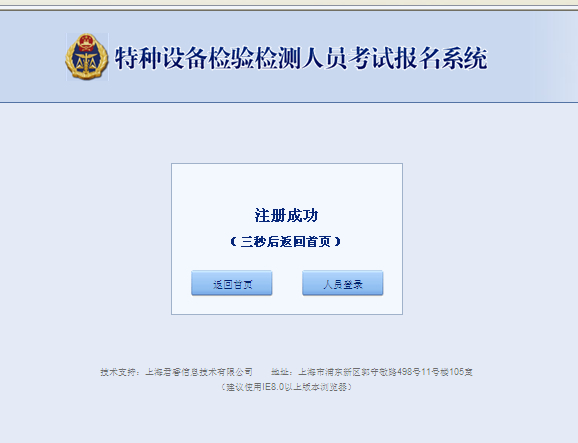 特种设备检验检测人员考试报名系统
注册成功
（三秒后返回首页）
返回首页 人员登录
技术支持：上海君睿信息技术有限公司 地址：上海市浦东新区郭守敬路498号11号楼105室
（建议使用IE8.0以上版本浏览器）